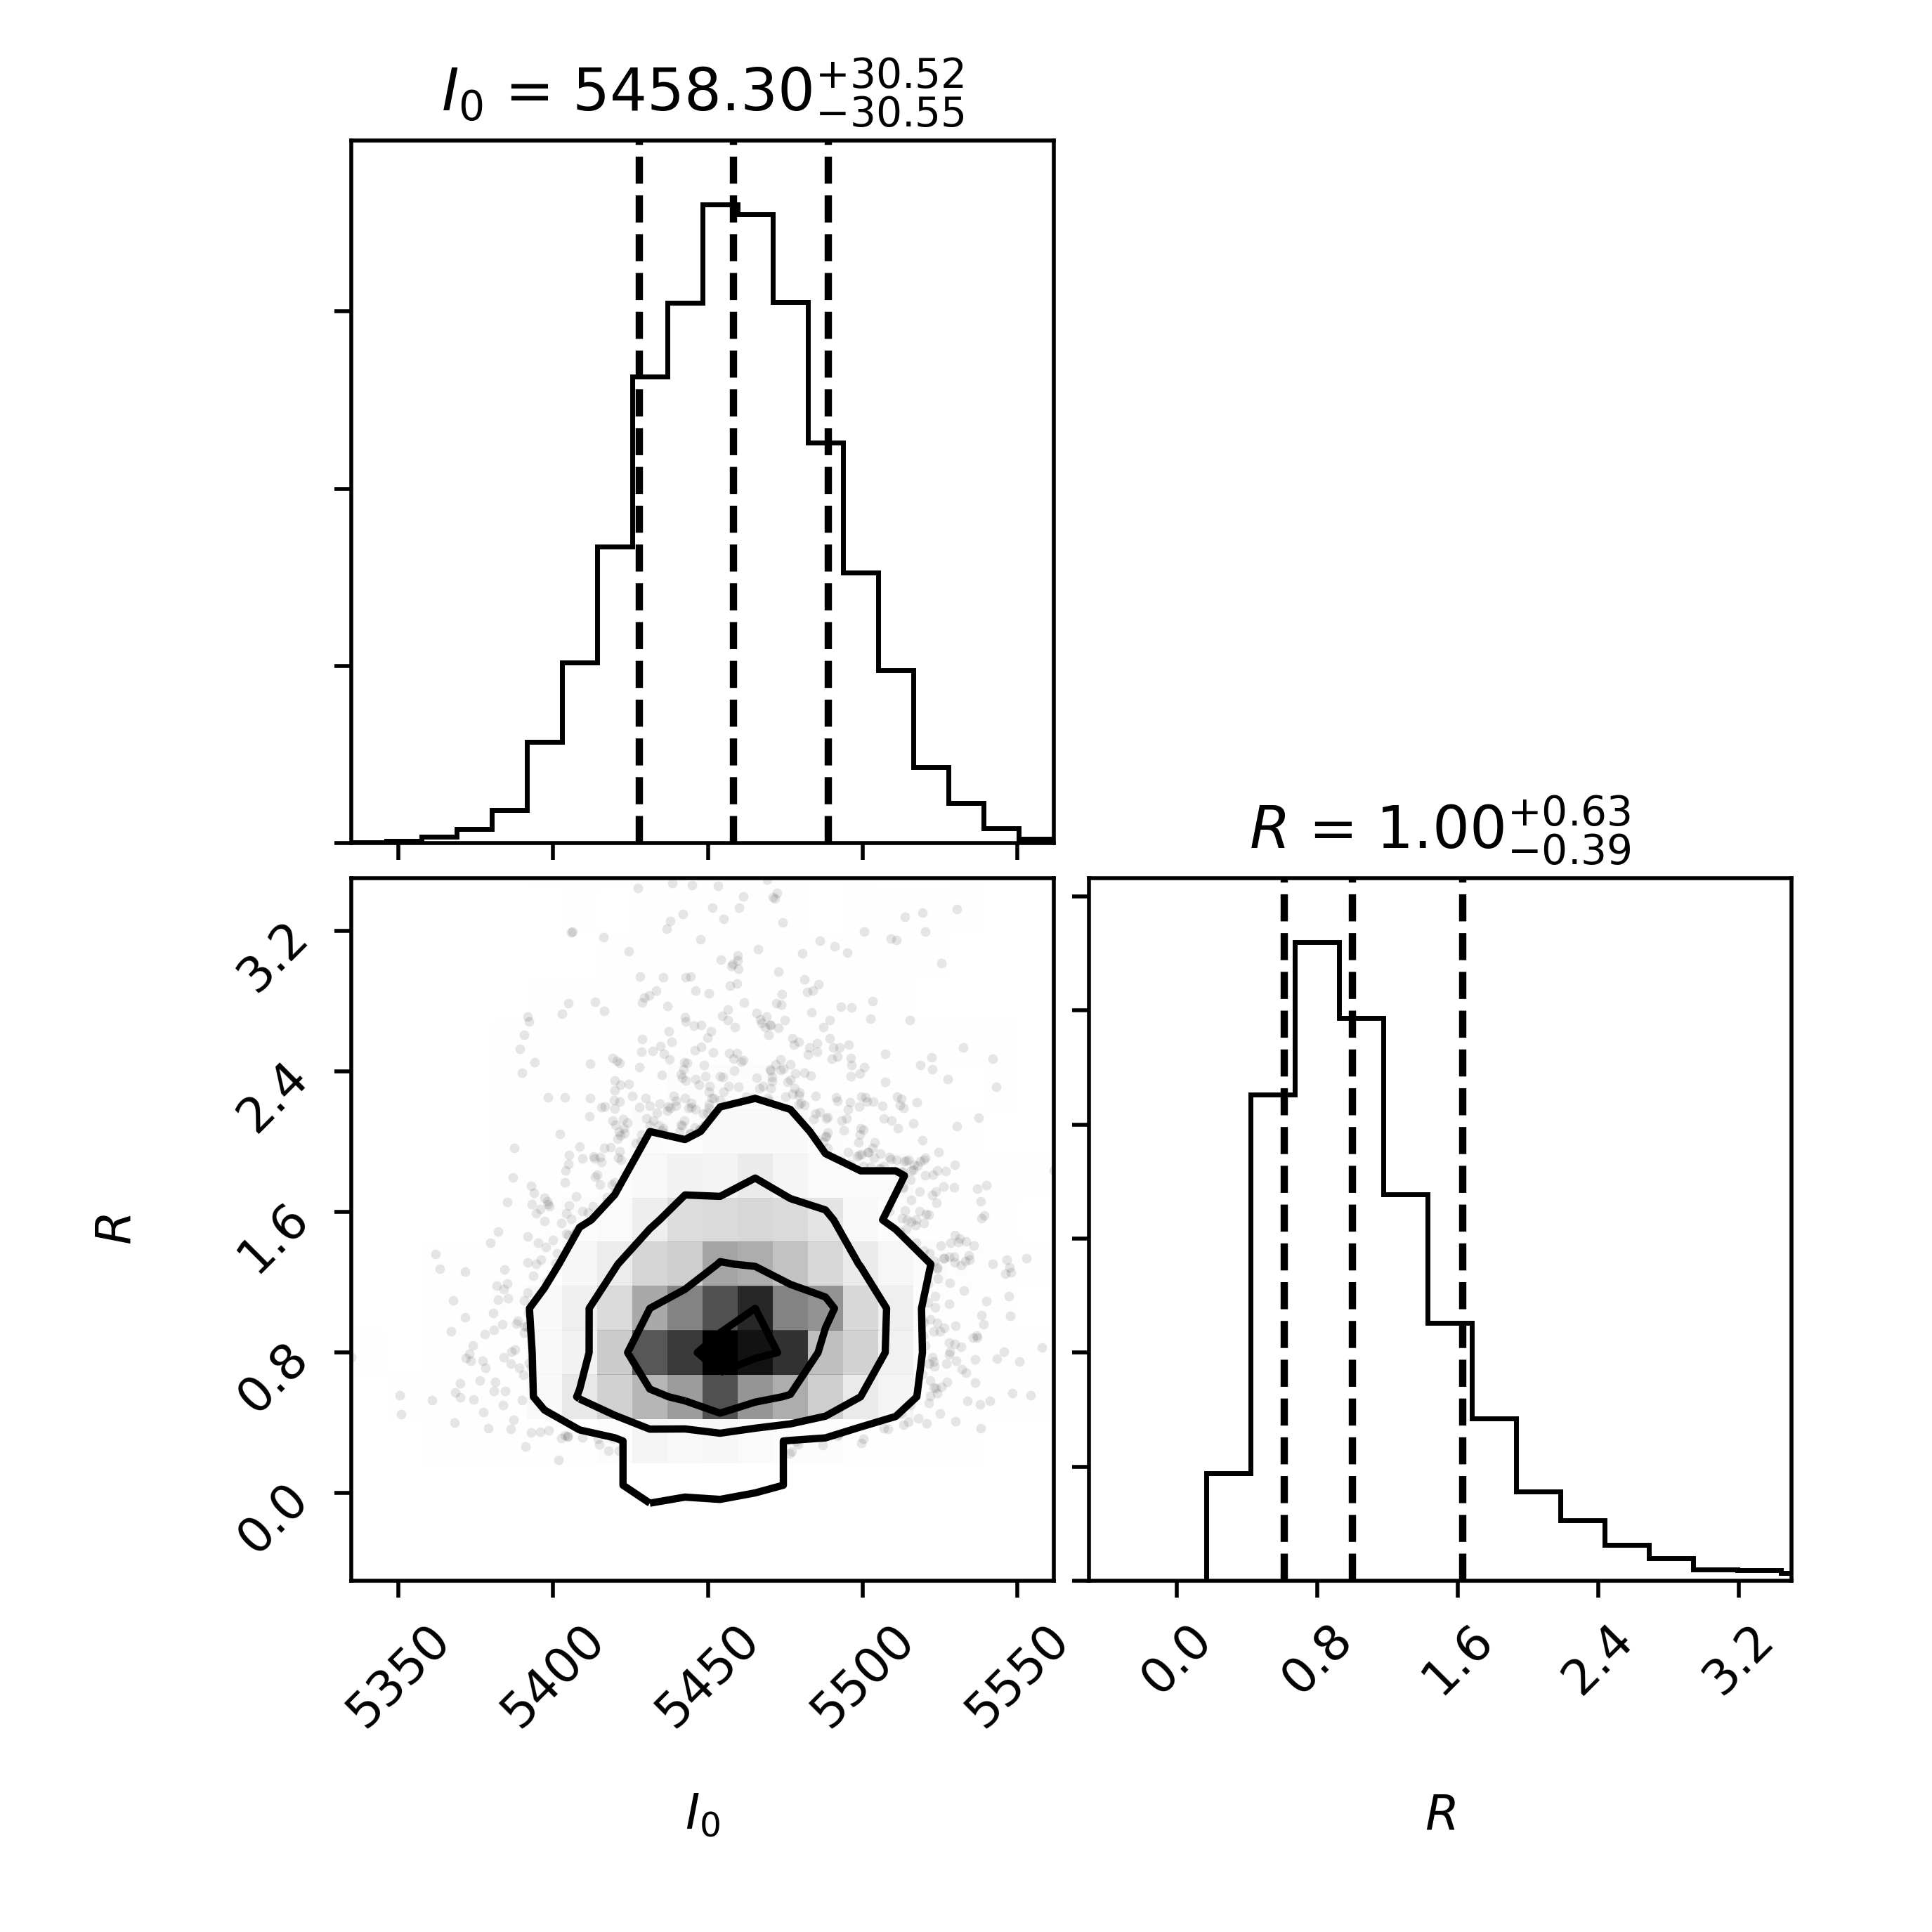 I₀ = 5458.30⁺³⁰·⁵²₋₃₀.₅₅
R = 1.00⁺⁰·⁶³₋₀.₃₉
R
3.2
2.4
1.6
0.8
0.0
5350 5400 5450 5500 5550
0.0 0.8 1.6 2.4 3.2
I₀
R